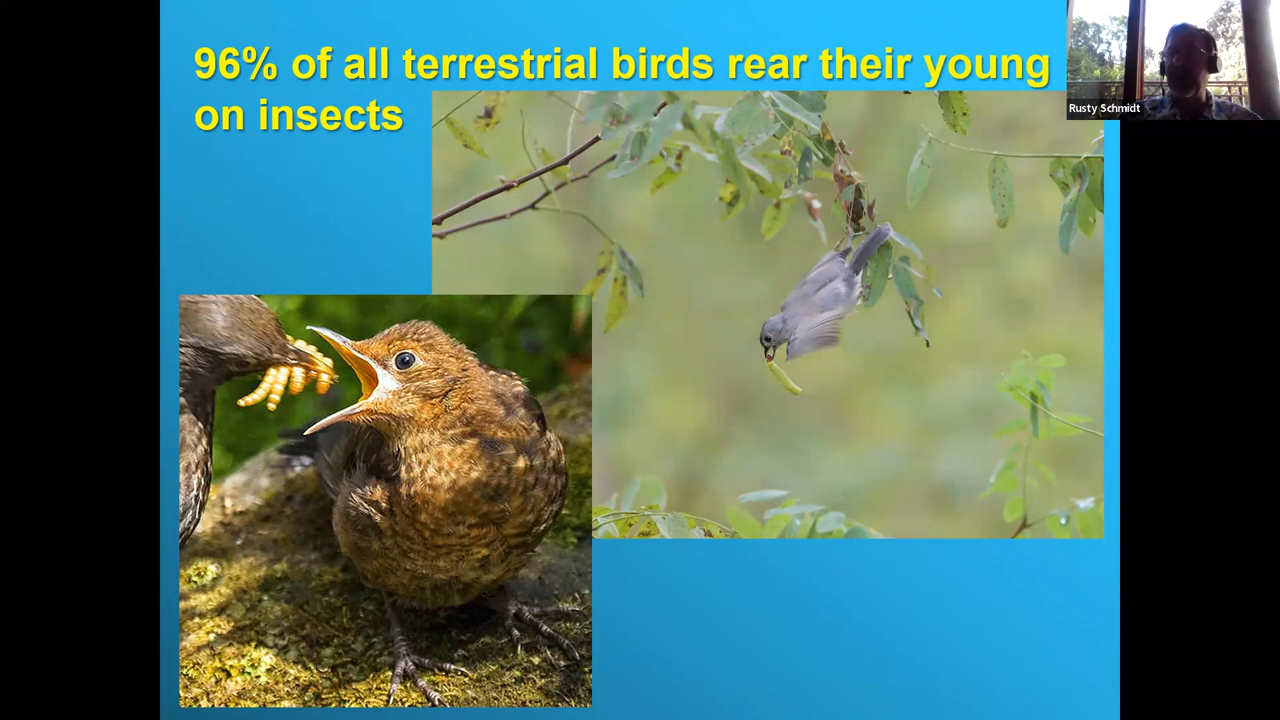 96% of all terrestrial birds rear their young
on insects
Rusty Schmidt